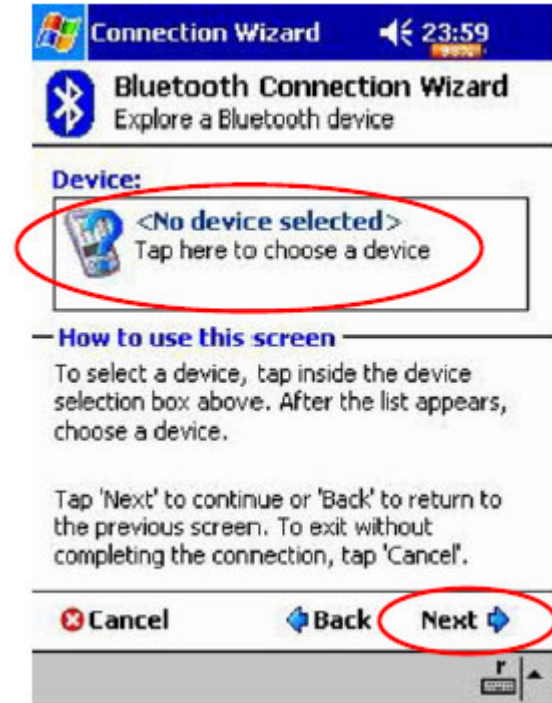 Connection Wizard 23:59
98%
Bluetooth Connection Wizard
Explore a Bluetooth device
Device:
<No device selected>
Tap here to choose a device
How to use this screen
To select a device, tap inside the device
selection box above. After the list appears,
choose a device.
Tap 'Next' to continue or 'Back' to return to
the previous screen. To exit without
completing the connection, tap 'Cancel'.
Cancel Back Next
r